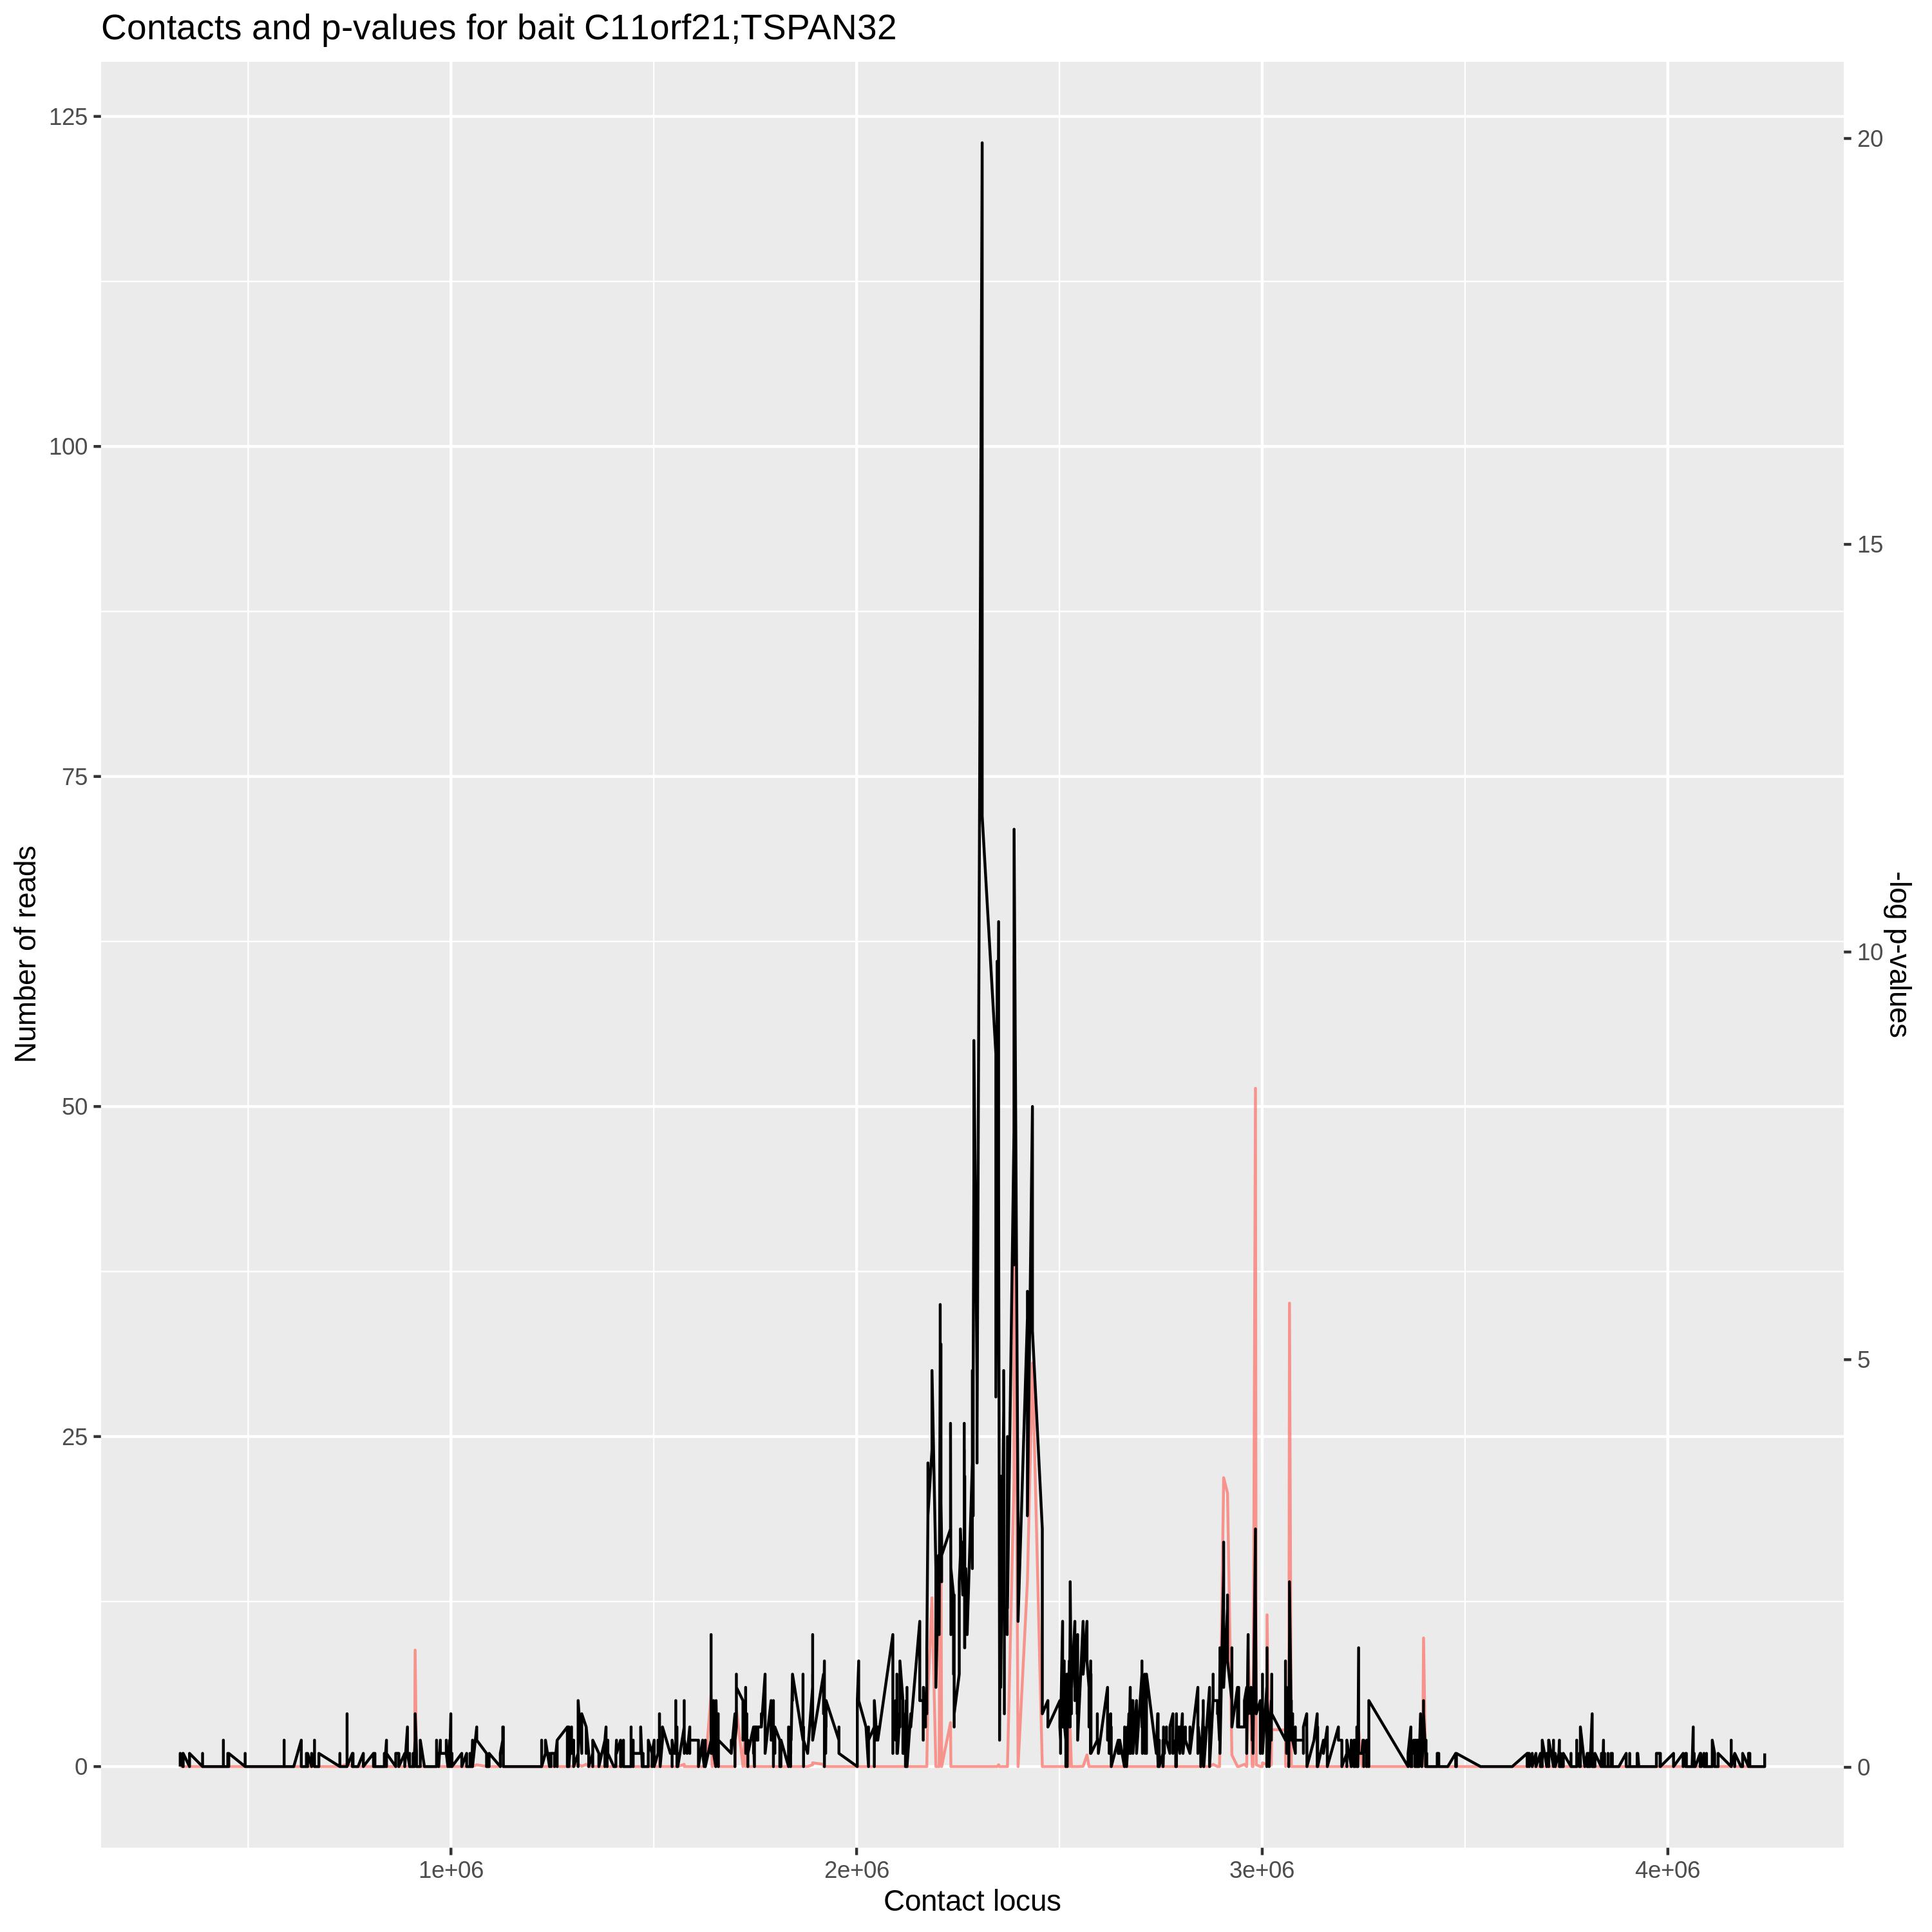 Contacts and p-values for bait C11orf21;TSPAN32
125
100
75
50
25
0
Number of reads
20
15
10
5
0
-log p-values
1e+06
2e+06
3e+06
4e+06
Contact locus